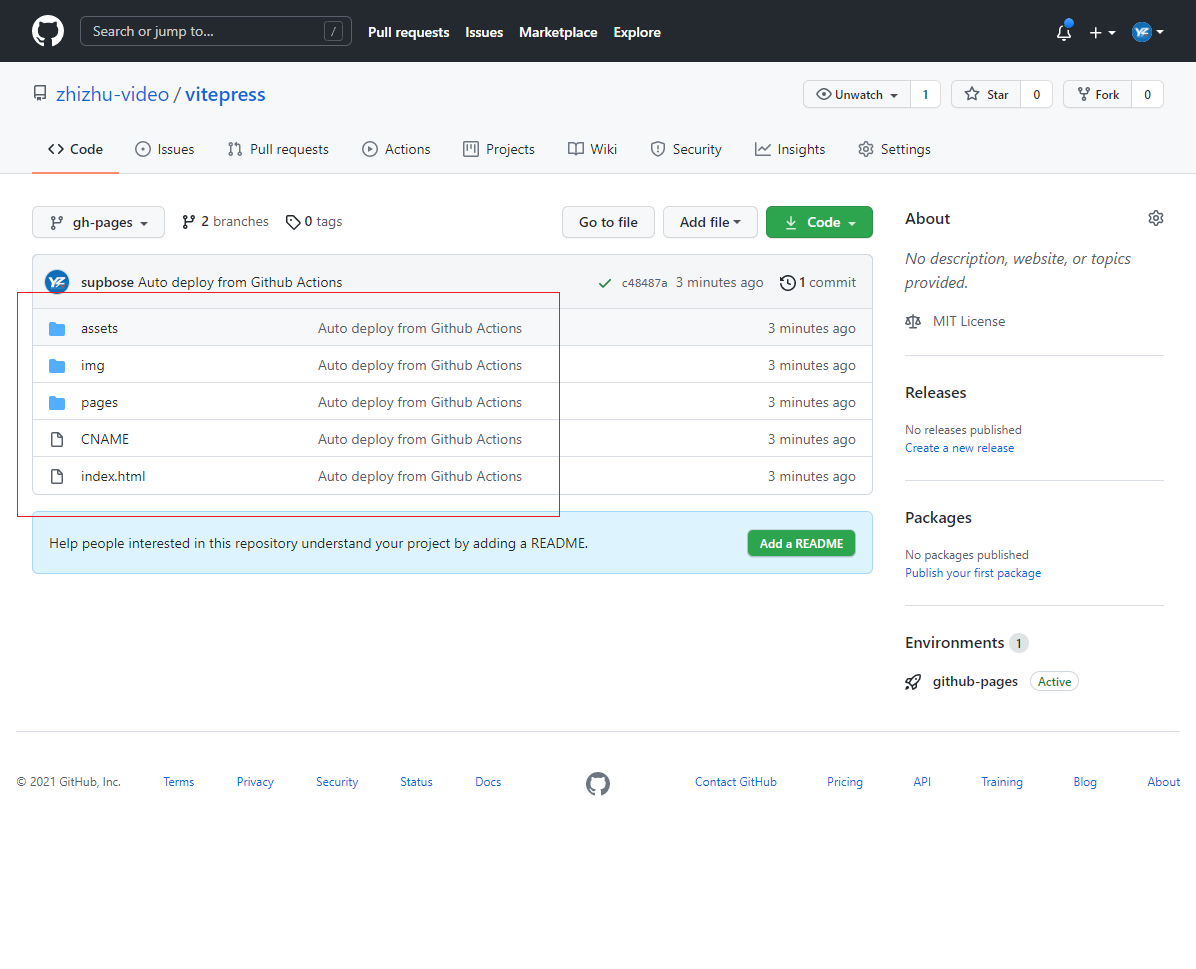 Search or jump to... /
Pull requests Issues Marketplace Explore
zhizhu-video / vitepress
Unwatch 1 Star 0 Fork 0
Code Issues Pull requests Actions Projects Wiki Security Insights Settings
gh-pages 2 branches 0 tags Go to file Add file Code
supbose Auto deploy from Github Actions c48487a 3 minutes ago 1 commit
assets Auto deploy from Github Actions 3 minutes ago
img Auto deploy from Github Actions 3 minutes ago
pages Auto deploy from Github Actions 3 minutes ago
CNAME Auto deploy from Github Actions 3 minutes ago
index.html Auto deploy from Github Actions 3 minutes ago
Help people interested in this repository understand your project by adding a README. Add a README
About
No description, website, or topics
provided.
MIT License
Releases
No releases published
Create a new release
Packages
No packages published
Publish your first package
Environments 1
github-pages Active
© 2021 GitHub, Inc. Terms Privacy Security Status Docs Contact GitHub Pricing API Training Blog About